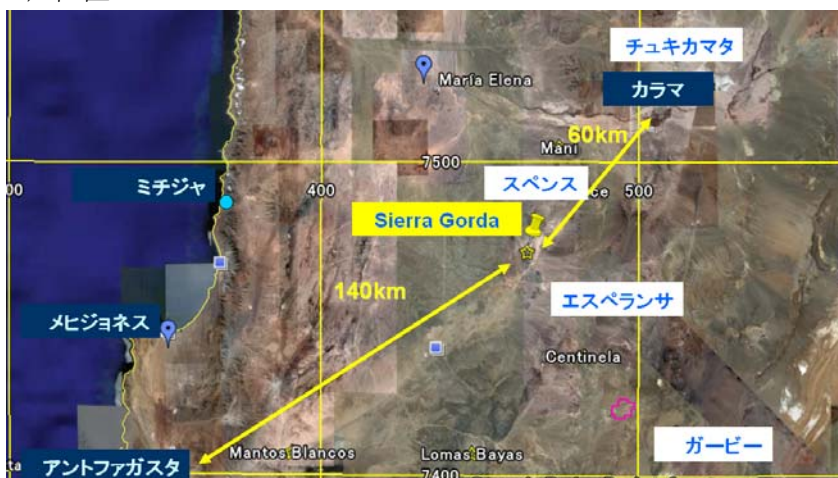 チュキカマタ
María Elena
カラマ
60km
Mani
7500
00
ミチジャ
400
スペンス
ce
500
Sierra Gorda
140km
エスペランサ
メヒジョネス
Centinela
ガービー
Mantos Blancos
Lomas Bayas
アントファガスタ
ta
7400